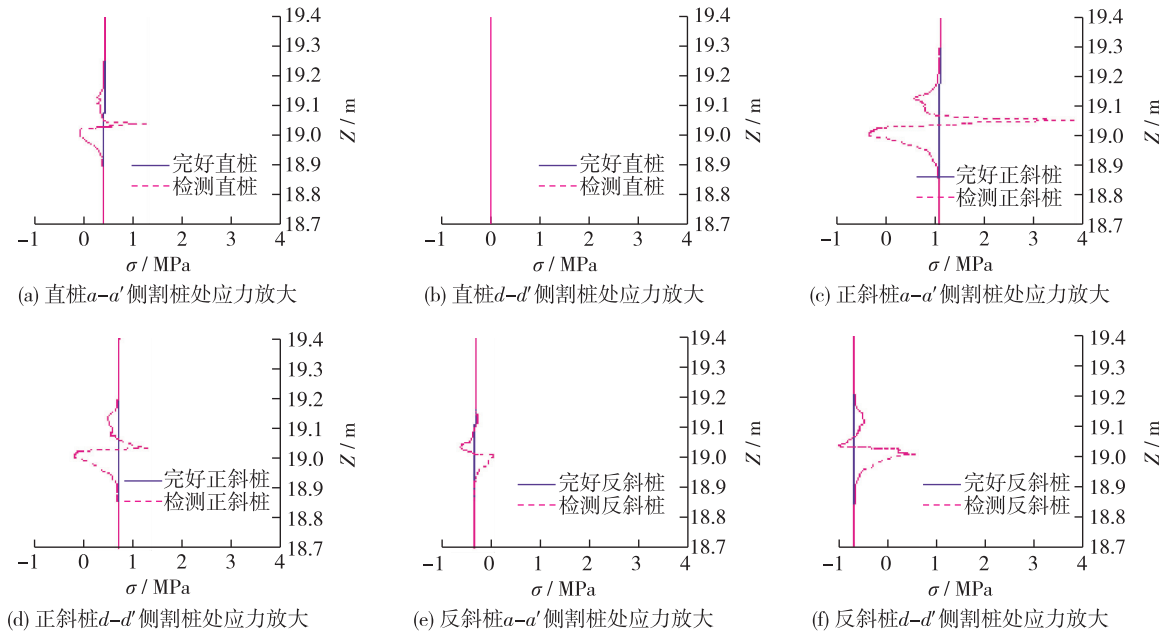 19.4
19.3
19.2
19.1
19.0
18.9
18.8
18.7
Z / m
完好直桩
检测直桩
−1 0 1 2 3 4
σ / MPa
(a) 直桩a-a′侧割桩处应力放大
19.4
19.3
19.2
19.1
19.0
18.9
18.8
18.7
Z / m
完好直桩
检测直桩
−1 0 1 2 3 4
σ / MPa
(b) 直桩d-d′侧割桩处应力放大
19.4
19.3
19.2
19.1
19.0
18.9
18.8
18.7
Z / m
完好正斜桩
检测正斜桩
−1 0 1 2 3 4
σ / MPa
(c) 正斜桩a-a′侧割桩处应力放大
19.4
19.3
19.2
19.1
19.0
18.9
18.8
18.7
Z / m
完好正斜桩
检测正斜桩
−1 0 1 2 3 4
σ / MPa
(d) 正斜桩d-d′侧割桩处应力放大
19.4
19.3
19.2
19.1
19.0
18.9
18.8
18.7
Z / m
完好反斜桩
检测反斜桩
−1 0 1 2 3 4
σ / MPa
(e) 反斜桩a-a′侧割桩处应力放大
19.4
19.3
19.2
19.1
19.0
18.9
18.8
18.7
Z / m
完好反斜桩
检测反斜桩
−1 0 1 2 3 4
σ / MPa
(f) 反斜桩d-d′侧割桩处应力放大